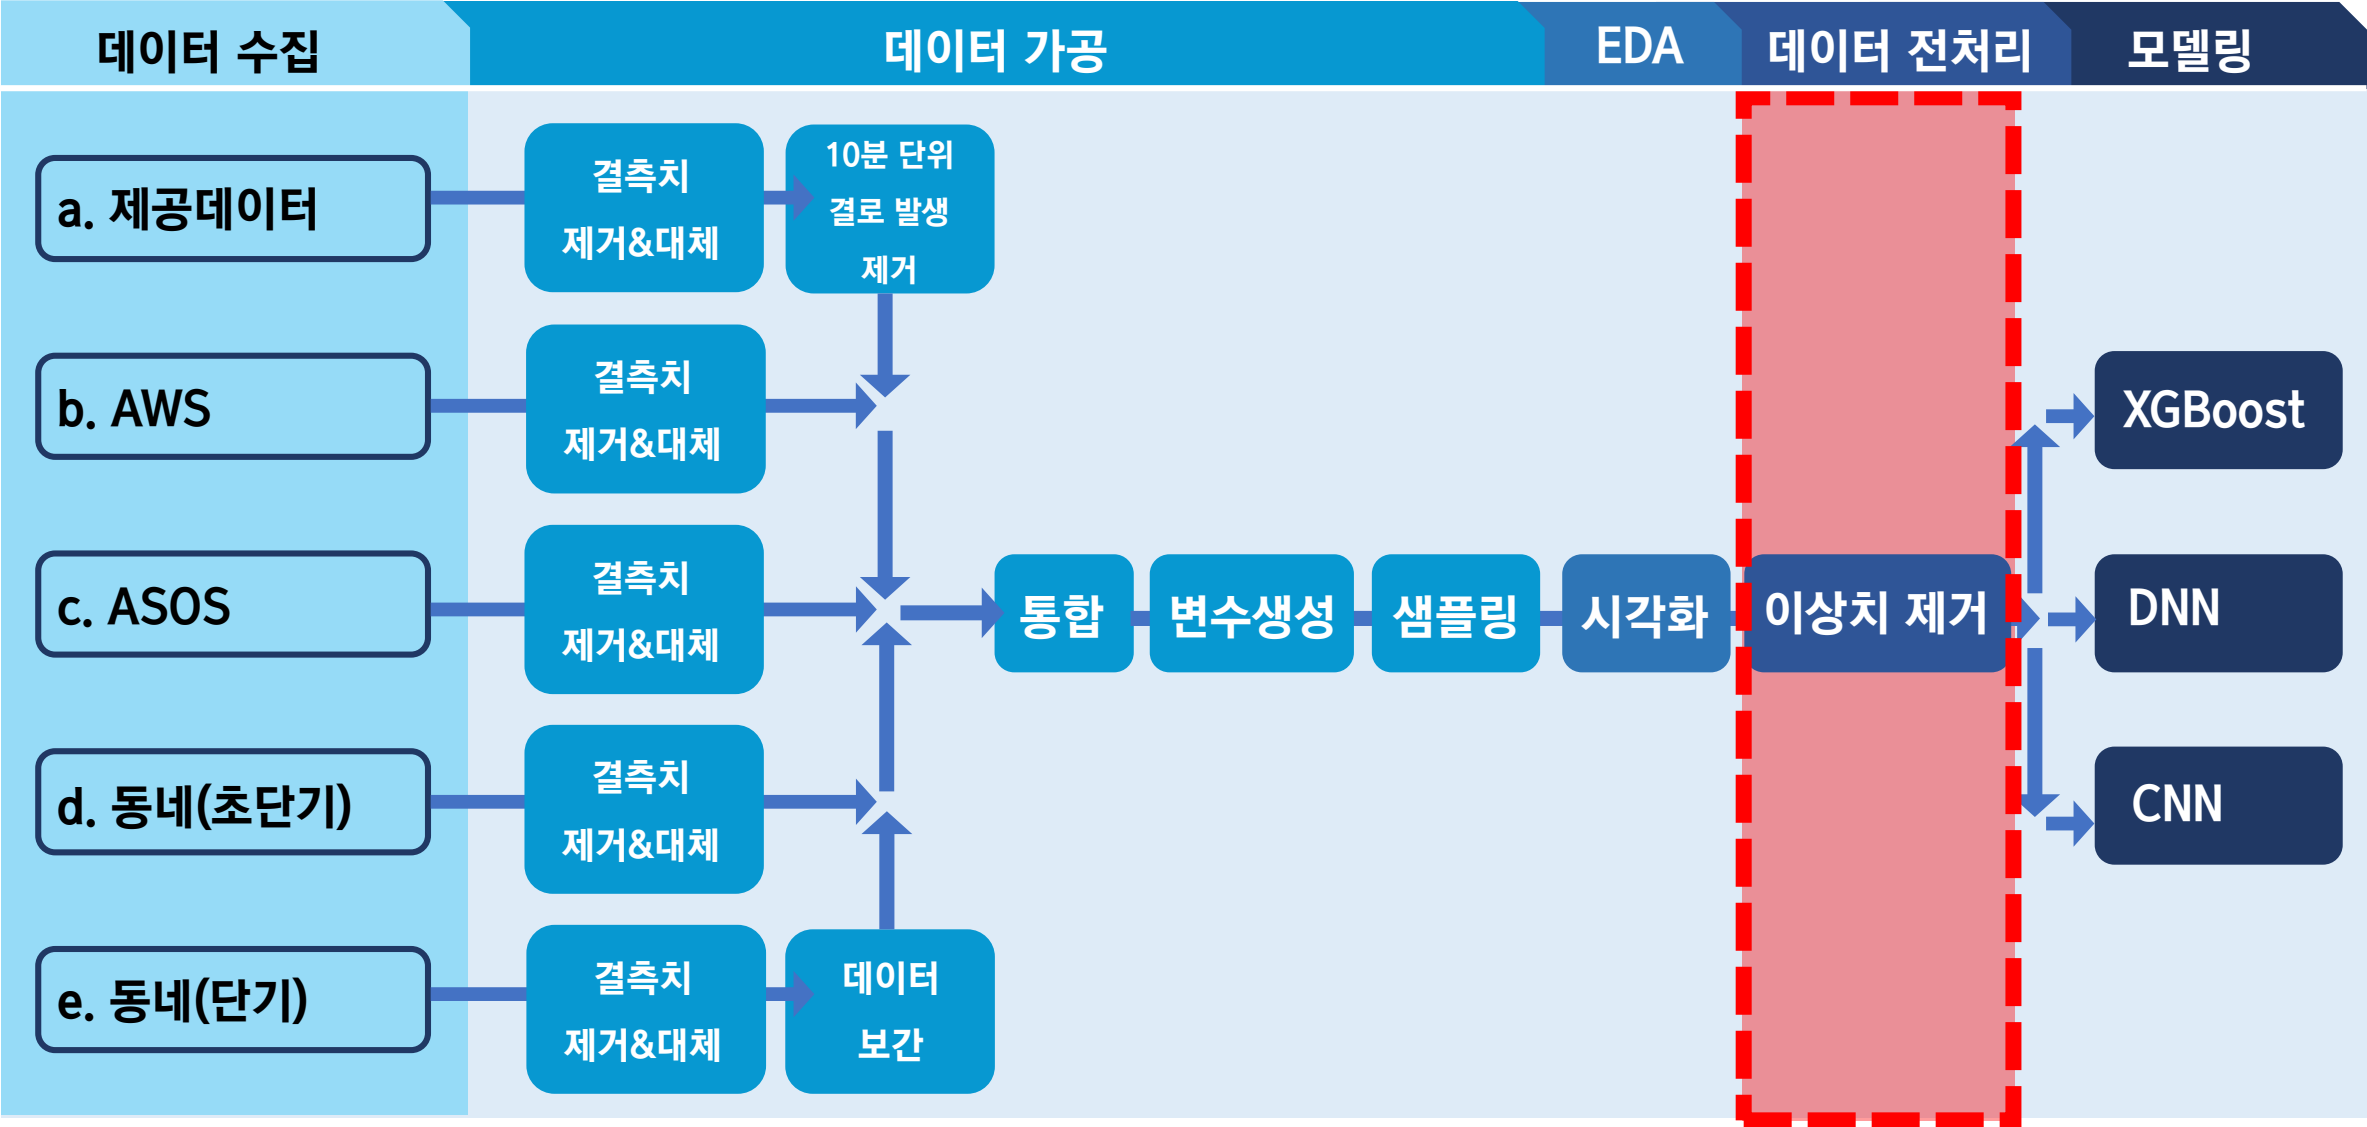 데이터 수집
데이터 가공
EDA
데이터 전처리
모델링
a. 제공데이터
결측치
제거&대체
10분 단위
결로 발생
제거
b. AWS
결측치
제거&대체
XGBoost
c. ASOS
결측치
제거&대체
통합
변수생성
샘플링
시각화
이상치 제거
DNN
d. 동네(초단기)
결측치
제거&대체
CNN
e. 동네(단기)
결측치
제거&대체
데이터
보간